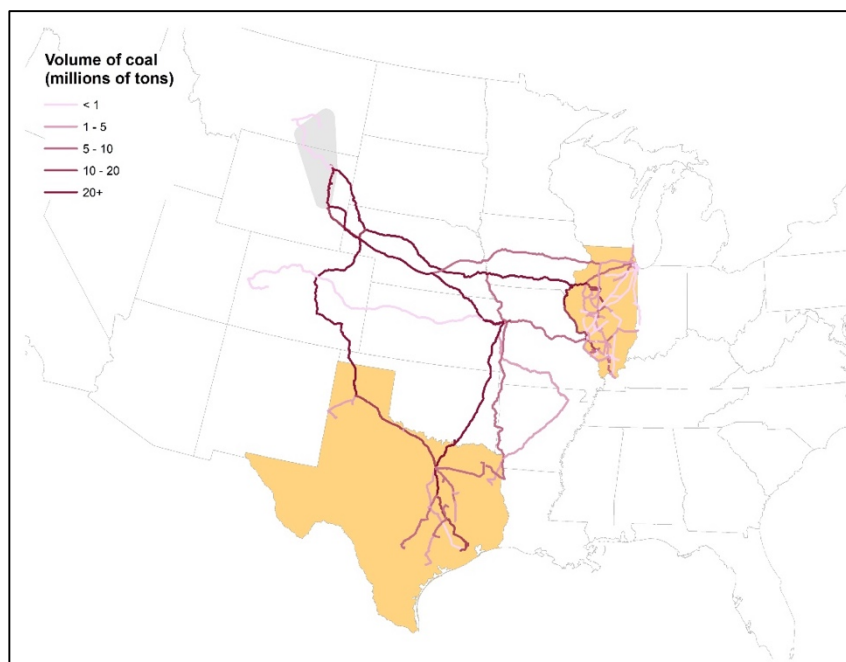 Volume of coal
(millions of tons)
< 1
1 - 5
5 - 10
10 - 20
20+